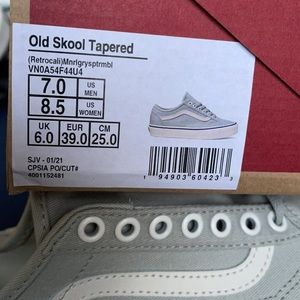 Old Skool Tapered
(Retrocali)Mnrlgrysptrmbl
VN0A54F44U4
7.0 US MEN
8.5 US WOMEN
UK EUR CM
6.0 39.0 25.0
SJV - 01/21
CPSIA PO/CUT#
4001152481
1 94903 60423 3